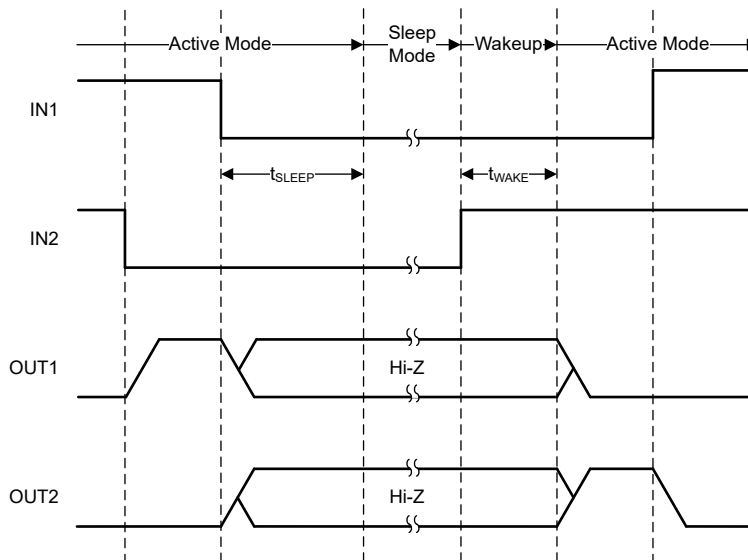 Active Mode
Sleep
Mode
Wakeup
Active Mode
IN1
tSLEEP
tWAKE
IN2
OUT1
Hi-Z
OUT2
Hi-Z